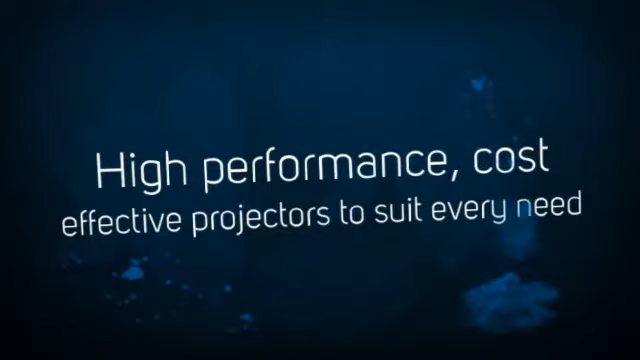 High performance, cost
effective projectors to suit every need